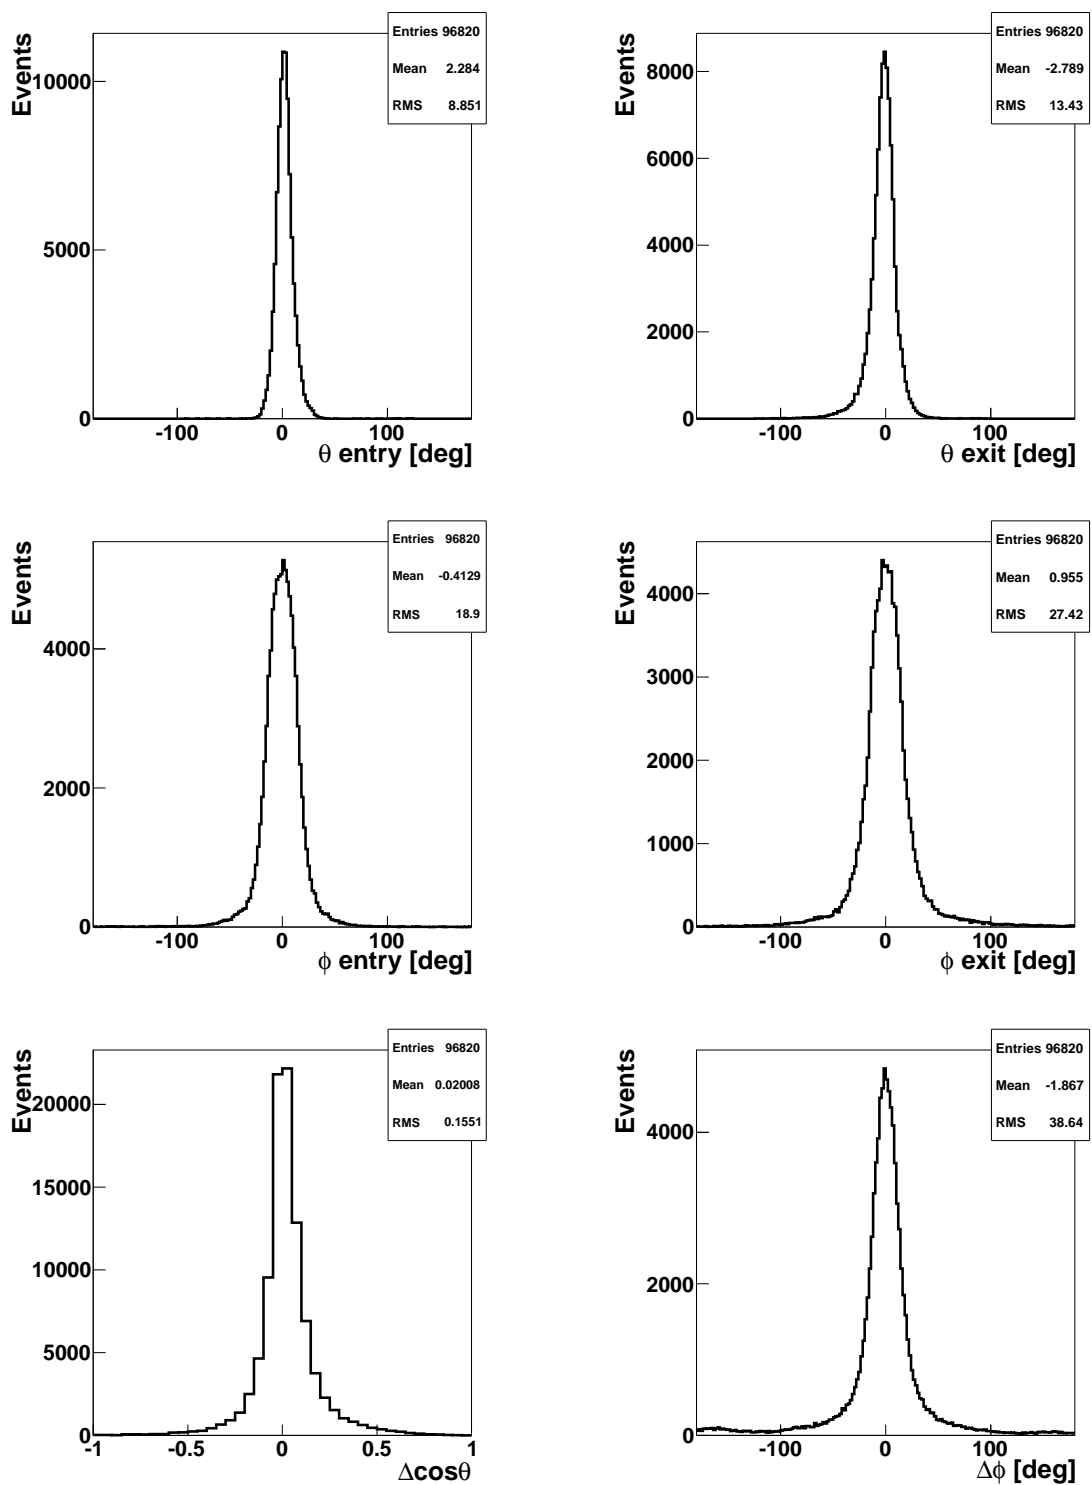 Events
10000
5000
0
-100 0 100
θ entry [deg]
Entries 96820
Mean 2.284
RMS 8.851
Events
8000
6000
4000
2000
0
-100 0 100
θ exit [deg]
Entries 96820
Mean -2.789
RMS 13.43
Events
4000
2000
0
-100 0 100
ϕ entry [deg]
Entries 96820
Mean -0.4129
RMS 18.9
Events
4000
3000
2000
1000
0
-100 0 100
ϕ exit [deg]
Entries 96820
Mean 0.955
RMS 27.42
Events
20000
15000
10000
5000
0
-1 -0.5 0 0.5 1
Δcosθ
Entries 96820
Mean 0.02008
RMS 0.1551
Events
4000
2000
0
-100 0 100
Δϕ [deg]
Entries 96820
Mean -1.867
RMS 38.64